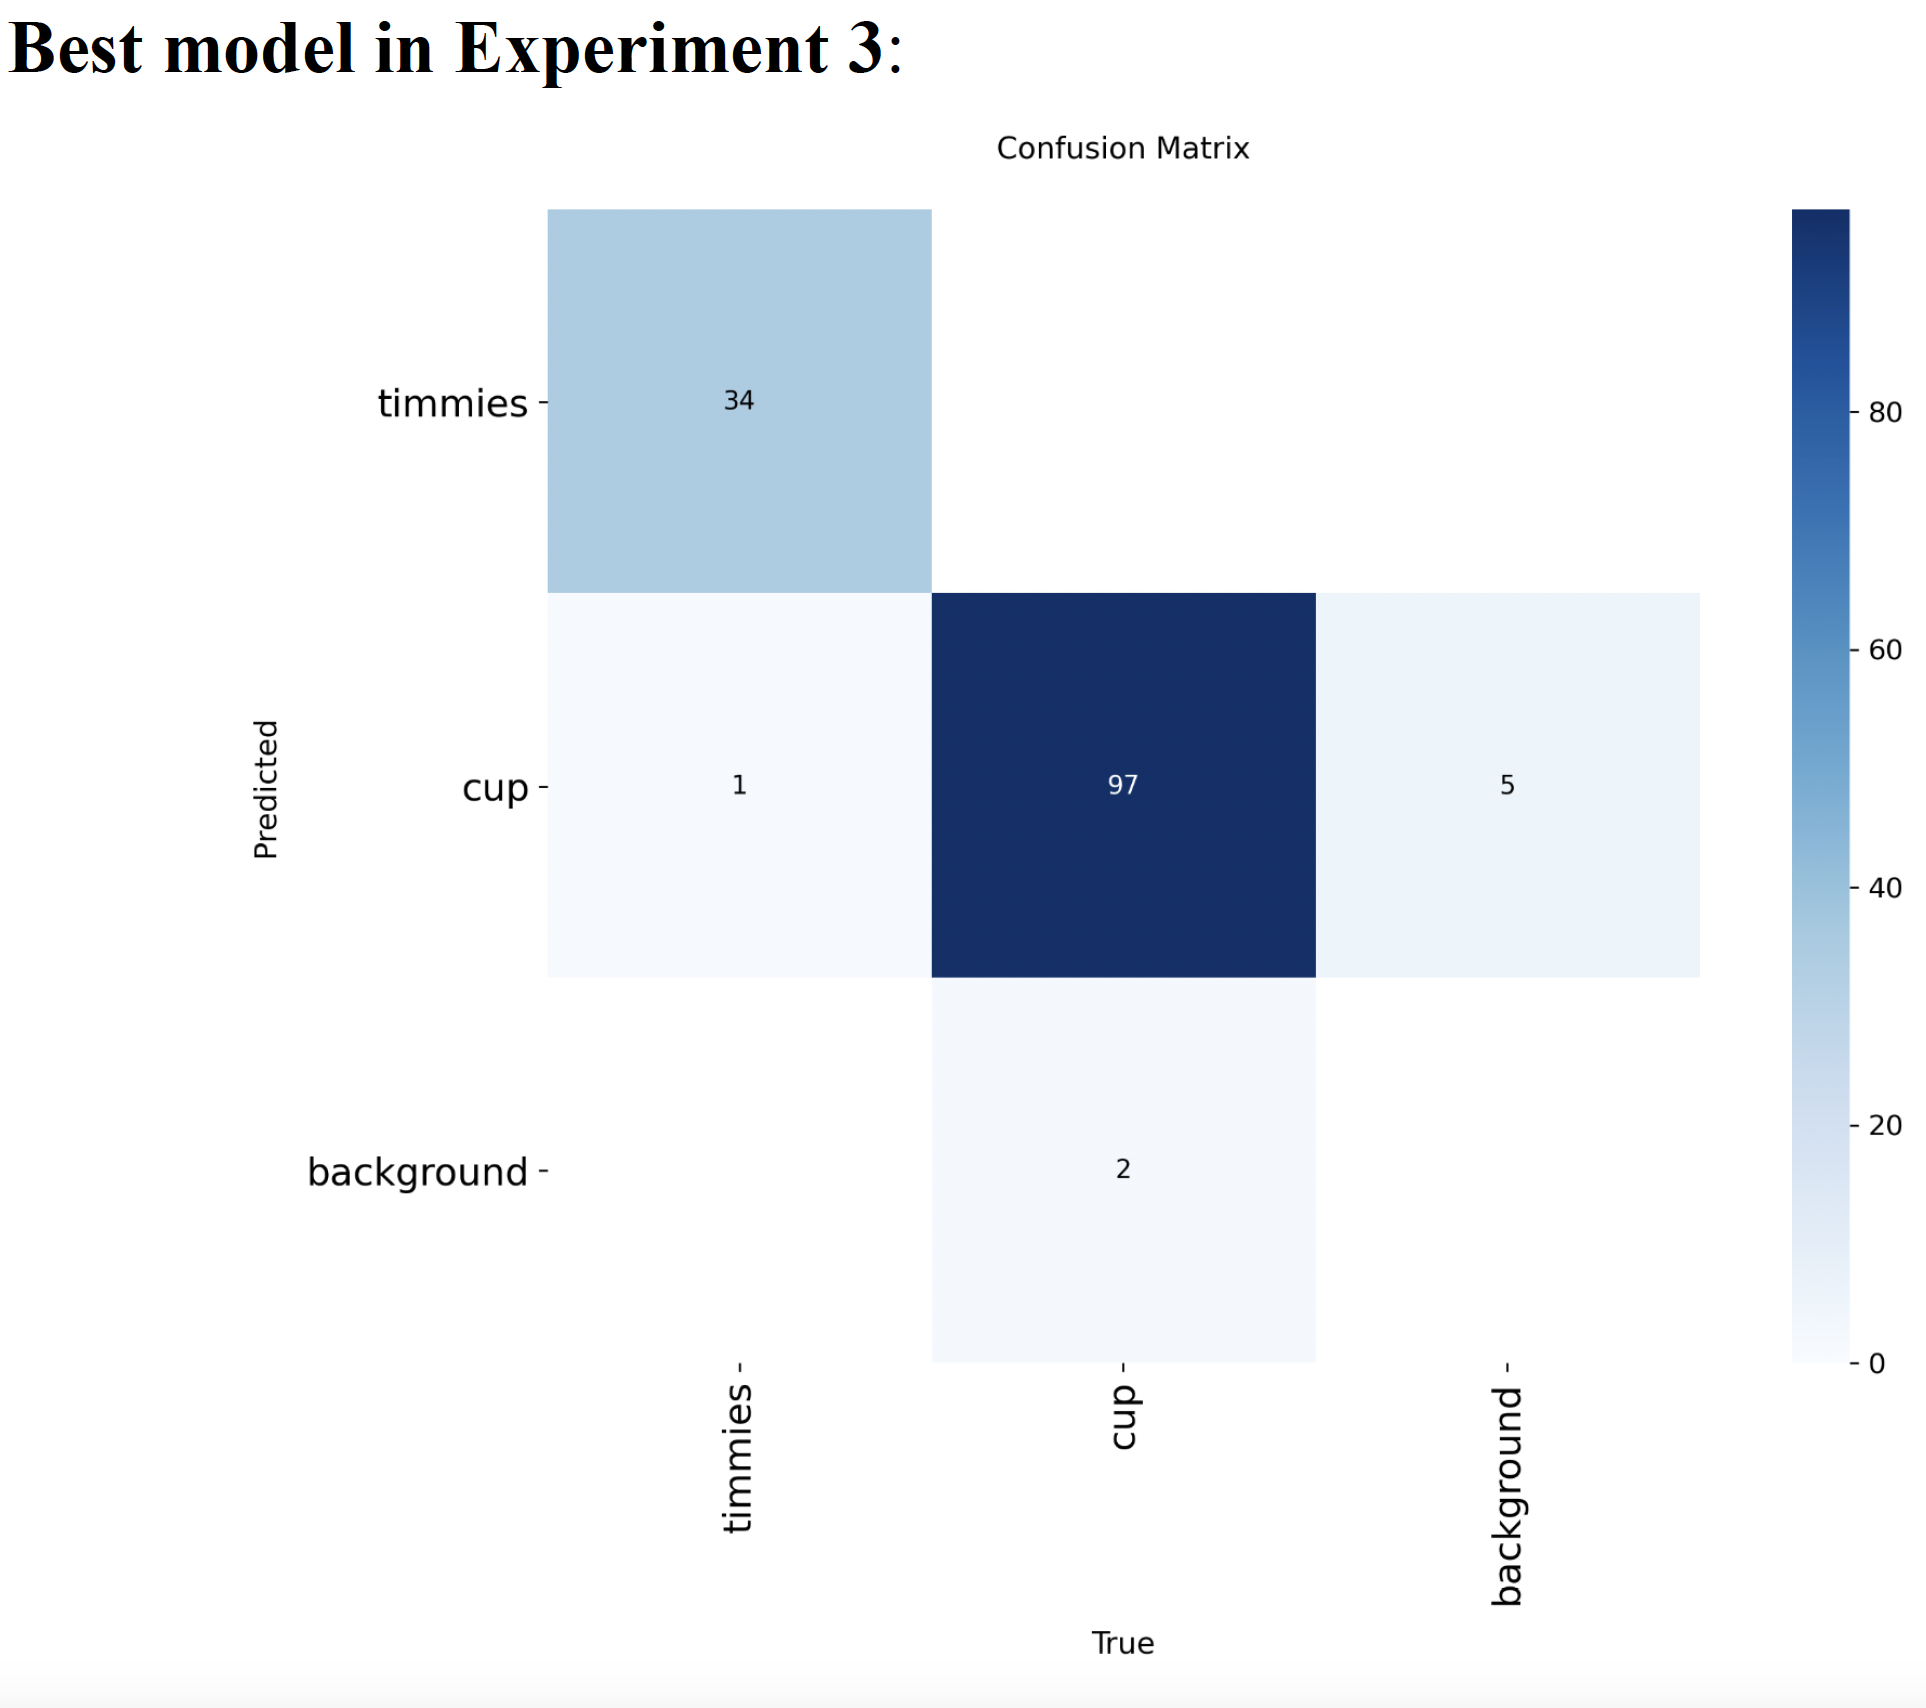 Best model in Experiment 3:
Confusion Matrix
timmies
34
80
60
Predicted
cup
1
97
5
40
20
background
2
0
timmies
cup
background
True